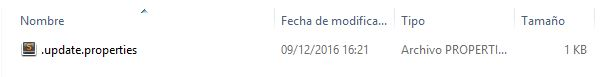 Nombre Fecha de modifica... Tipo Tamaño
.update.properties 09/12/2016 16:21 Archivo PROPERTI... 1 KB